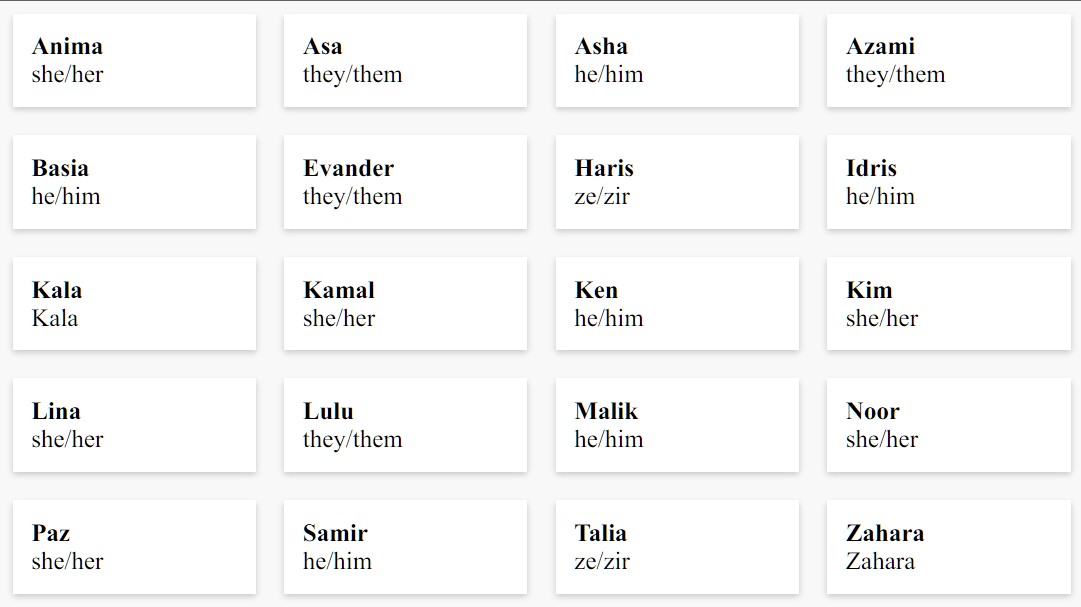 Anima
she/her
Asa
they/them
Asha
he/him
Azami
they/them
Basia
he/him
Evander
they/them
Haris
ze/zir
Idris
he/him
Kala
Kala
Kamal
she/her
Ken
he/him
Kim
she/her
Lina
she/her
Lulu
they/them
Malik
he/him
Noor
she/her
Paz
she/her
Samir
he/him
Talia
ze/zir
Zahara
Zahara